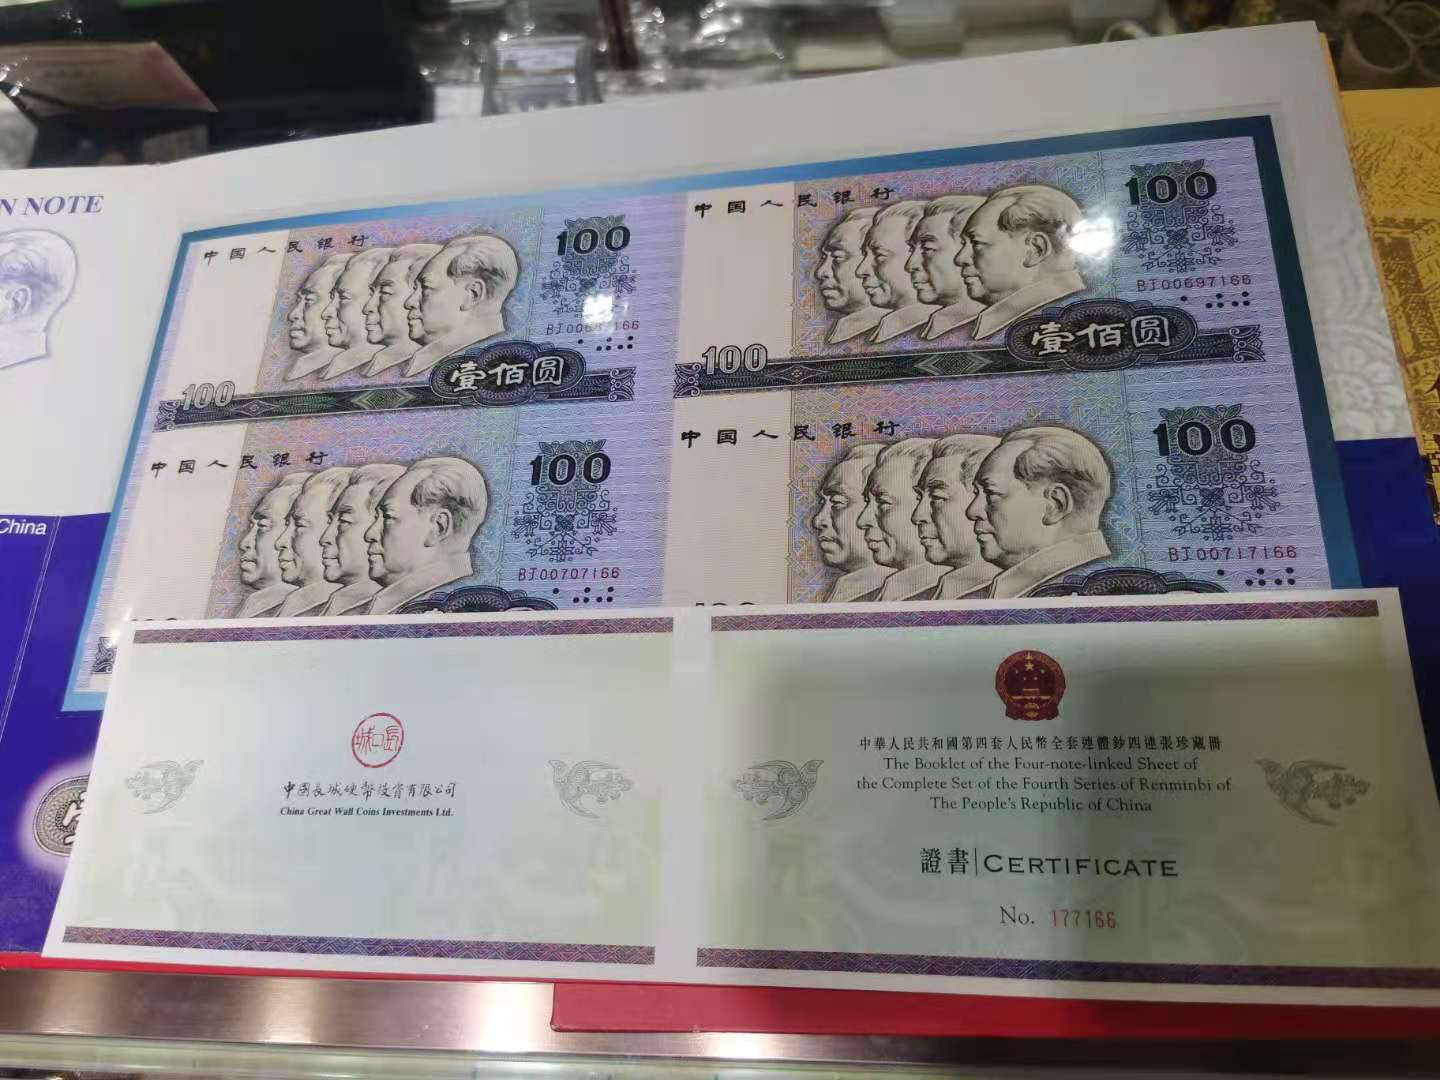 N NOTE
China
中国人民银行
100
BJ00687166
100
壹佰圆
中国人民银行
100
BJ00697166
100
壹佰圆
中国人民银行
100
BJ00707166
中国人民银行
100
BJ00717166
長城
中國長城硬幣投資有限公司
China Great Wall Coins Investments Ltd.
中華人民共和國第四套人民幣全套連體鈔四連張珍藏冊
The Booklet of the Four-note-linked Sheet of
the Complete Set of the Fourth Series of Renminbi of
The People's Republic of China
證書 | CERTIFICATE
No. 177166